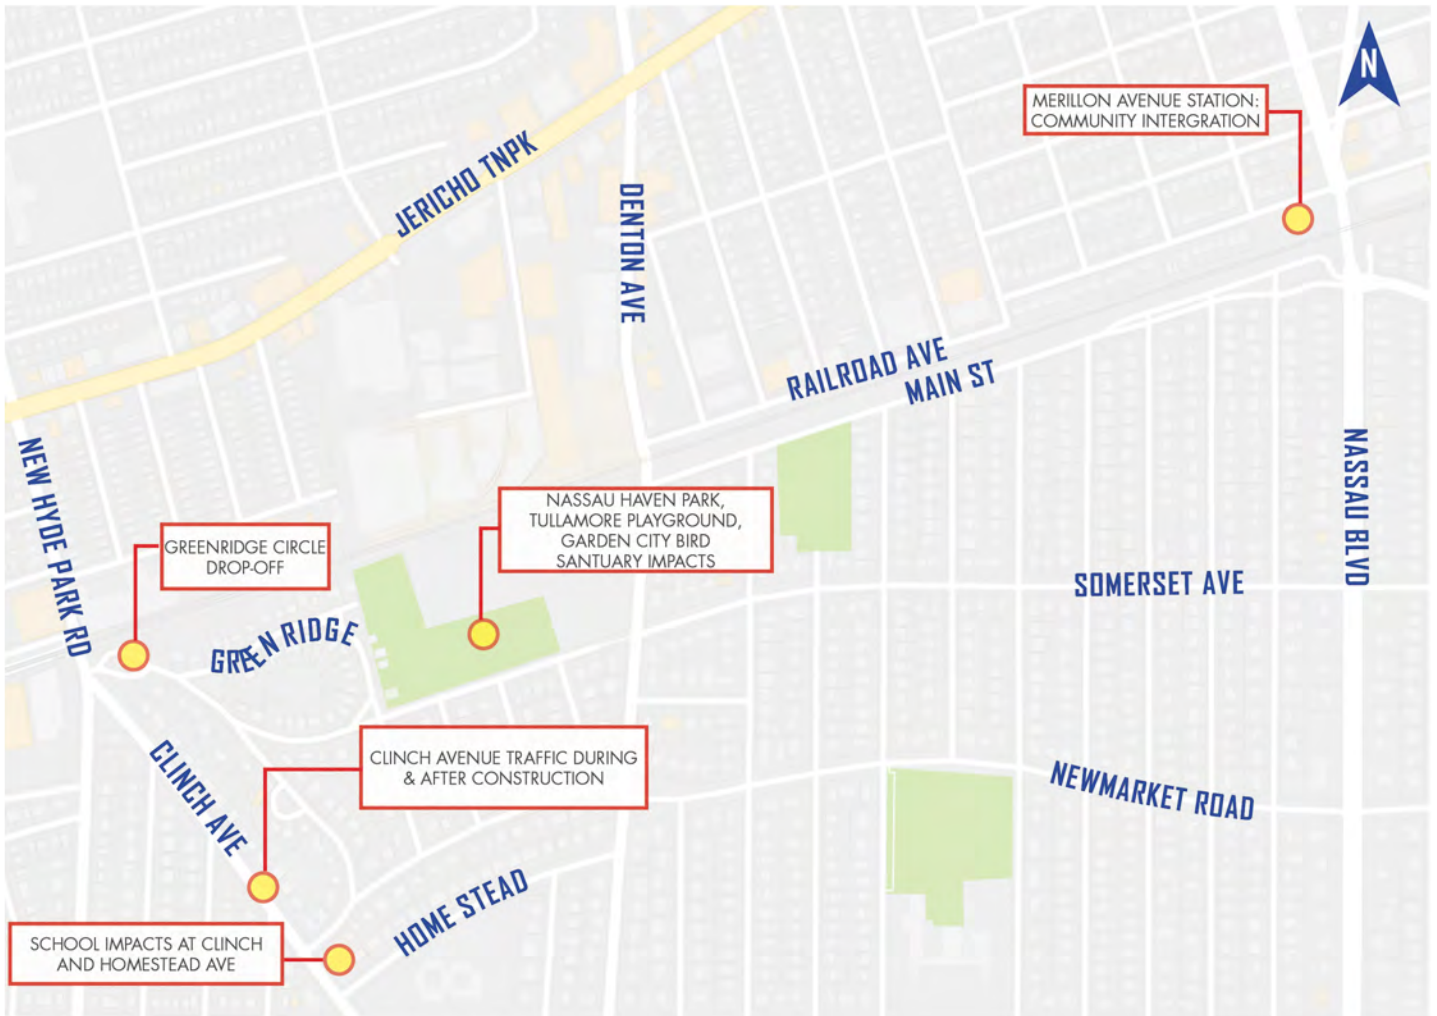 N
MERILLON AVENUE STATION:
COMMUNITY INTERGRATION
JERICHO TNPK
DENTON AVE
RAILROAD AVE
MAIN ST
NEW HYDE PARK RD
NASSAU BLVD
NASSAU HAVEN PARK,
TULLAMORE PLAYGROUND,
GARDEN CITY BIRD
SANTUARY IMPACTS
GREENRIDGE CIRCLE
DROP-OFF
SOMERSET AVE
GREEN RIDGE
CLINCH AVENUE TRAFFIC DURING
& AFTER CONSTRUCTION
CLINCH AVE
NEWMARKET ROAD
HOME STEAD
SCHOOL IMPACTS AT CLINCH
AND HOMESTEAD AVE